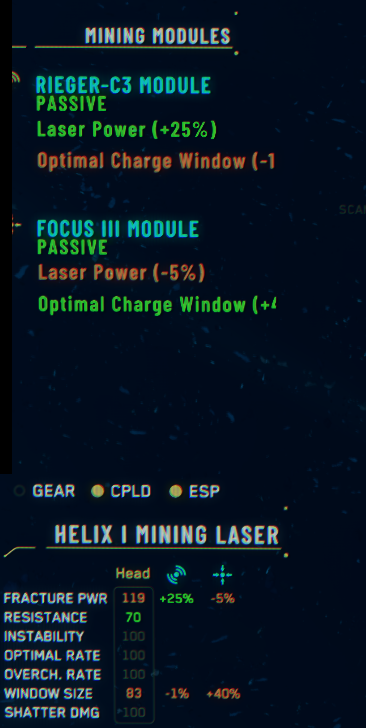 MINING MODULES
RIEGER-C3 MODULE
PASSIVE
Laser Power (+25%)
Optimal Charge Window (-1
SCA
FOCUS III MODULE
PASSIVE
Laser Power (-5%)
Optimal Charge Window (+4
GEAR CPLD ESP
HELIX I MINING LASER
Head
FRACTURE PWR 119 +25% -5%
RESISTANCE 70
INSTABILITY 100
OPTIMAL RATE 100
OVERCH. RATE 100
WINDOW SIZE 83 -1% +40%
SHATTER DMG 100